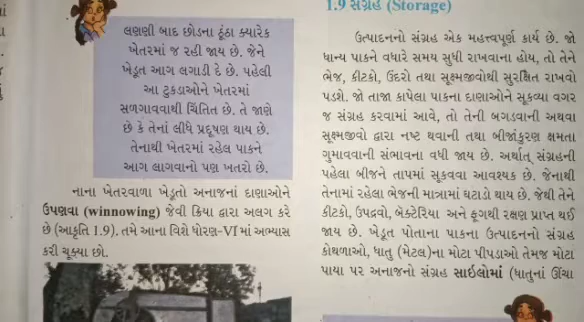 લણણી બાદ છોડના ઠૂંઠા ક્યારેક
ખેતરમાં જ રહી જાય છે. જેને
ખેડૂત આગ લગાડી દે છે. પહેલી
આ ટુકડાઓને ખેતરમાં
સળગાવવાથી ચિંતિત છે. તે જાણે
છે કે તેનાં લીધે પ્રદૂષણ થાય છે.
તેનાથી ખેતરમાં રહેલ પાકને
આગ લાગવાનો પણ ખતરો છે.
નાના ખેતરવાળા ખેડૂતો અનાજનાં દાણાઓને
ઉપણવા (winnowing) જેવી ક્રિયા દ્વારા અલગ કરે
છે (આકૃતિ 1.9). તમે આના વિશે ધોરણ-VI માં અભ્યાસ
કરી ચૂક્યા છો.
1.9 સંગ્રહ (Storage)
ઉત્પાદનનો સંગ્રહ એક મહત્ત્વપૂર્ણ કાર્ય છે. જો
ધાન્ય પાકને વધારે સમય સુધી રાખવાના હોય, તો તેને
ભેજ, કીટકો, ઉંદરો તથા સૂક્ષ્મજીવોથી સુરક્ષિત રાખવો
પડશે. જો તાજા કાપેલા પાકના દાણાઓને સૂકવ્યા વગર
જ સંગ્રહ કરવામાં આવે, તો તેની બગડવાની અથવા
સૂક્ષ્મજીવો દ્વારા નષ્ટ થવાની તથા બીજાંકુરણ ક્ષમતા
ગુમાવવાની સંભાવના વધી જાય છે. અર્થાત્ સંગ્રહની
પહેલા બીજને તાપમાં સૂકવવા આવશ્યક છે. જેનાથી
તેનામાં રહેલા ભેજની માત્રામાં ઘટાડો થાય છે. જેથી તેને
કીટકો, ઉપદ્રવો, બૅક્ટેરિયા અને ફૂગથી રક્ષણ પ્રાપ્ત થઈ
જાય છે. ખેડૂત પોતાના પાકના ઉત્પાદનનો સંગ્રહ
કોથળાઓ, ધાતુ (મેટલ)ના મોટા પીપડાઓ તેમજ મોટા
પાયા પર અનાજનો સંગ્રહ સાઈલોમાં (ધાતુનાં ઊંચા